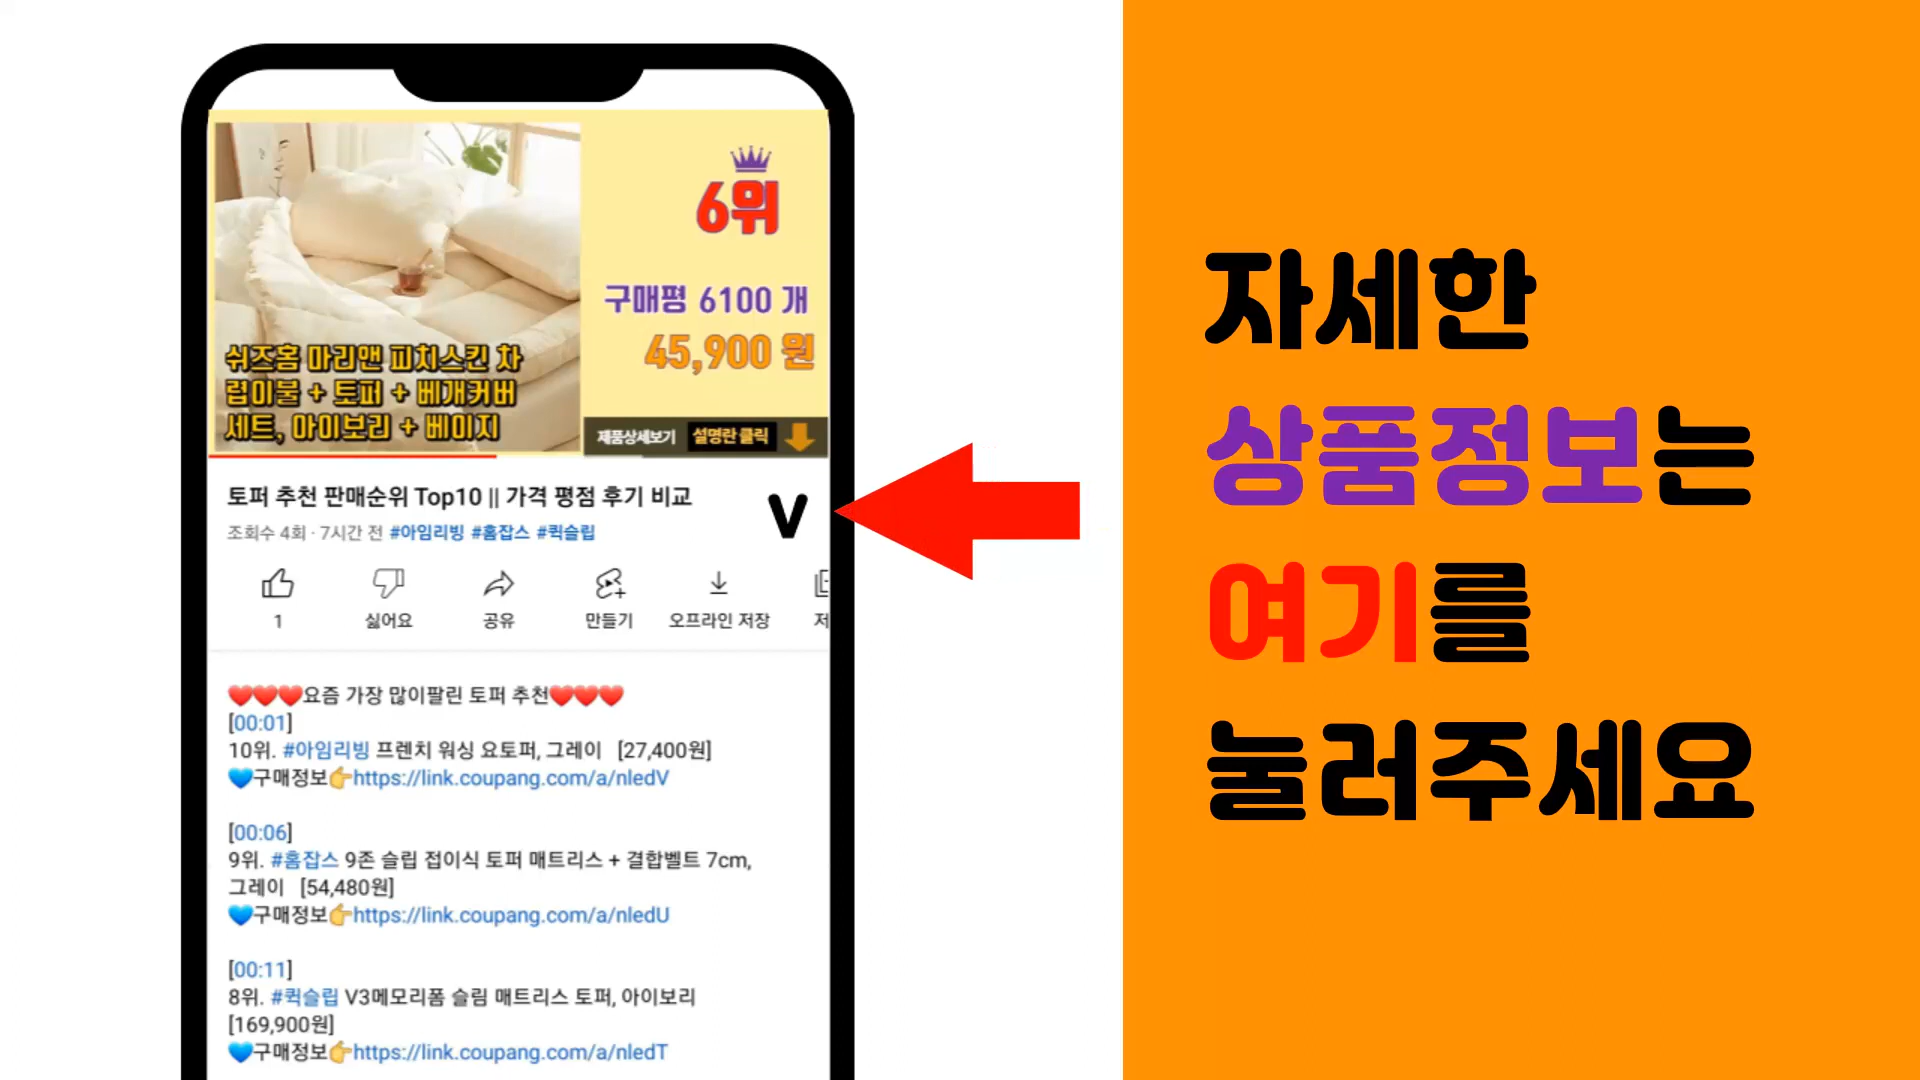 6위
구매평 6100 개
45,900 원
쉬즈홈 마리앤 피치스킨 차
렵이불 + 토퍼 + 베개커버
세트, 아이보리 + 베이지
제품상세보기 설명란 클릭
토퍼 추천 판매순위 Top10 || 가격 평점 후기 비교
V
조회수 4회 · 7시간 전 #아임리빙 #홈잡스 #퀵슬립
1 싫어요 공유 만들기 오프라인 저장 저
❤️❤️❤️요즘 가장 많이팔린 토퍼 추천❤️❤️❤️
[00:01]
10위. #아임리빙 프렌치 워싱 요토퍼, 그레이 [27,400원]
💙구매정보👉https://link.coupang.com/a/nledV
[00:06]
9위. #홈잡스 9존 슬립 접이식 토퍼 매트리스 + 결합벨트 7cm,
그레이 [54,480원]
💙구매정보👉https://link.coupang.com/a/nledU
[00:11]
8위. #퀵슬립 V3메모리폼 슬림 매트리스 토퍼, 아이보리
[169,900원]
💙구매정보👉https://link.coupang.com/a/nledT
자세한
상품정보는
여기를
눌러주세요